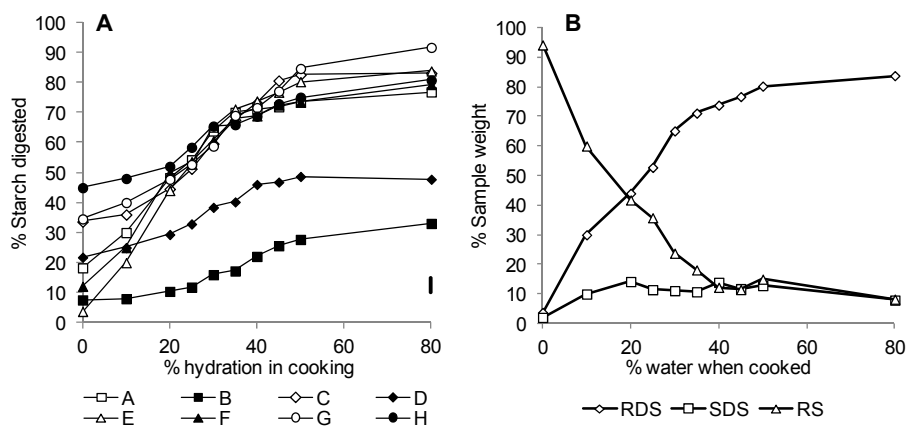 A
100
90
80
70
60
50
40
30
20
10
0
% Starch digested
0 20 40 60 80
% hydration in cooking
A B C D
E F G H
B
100
90
80
70
60
50
40
30
20
10
0
% Sample weight
0 20 40 60 80
% water when cooked
RDS SDS RS